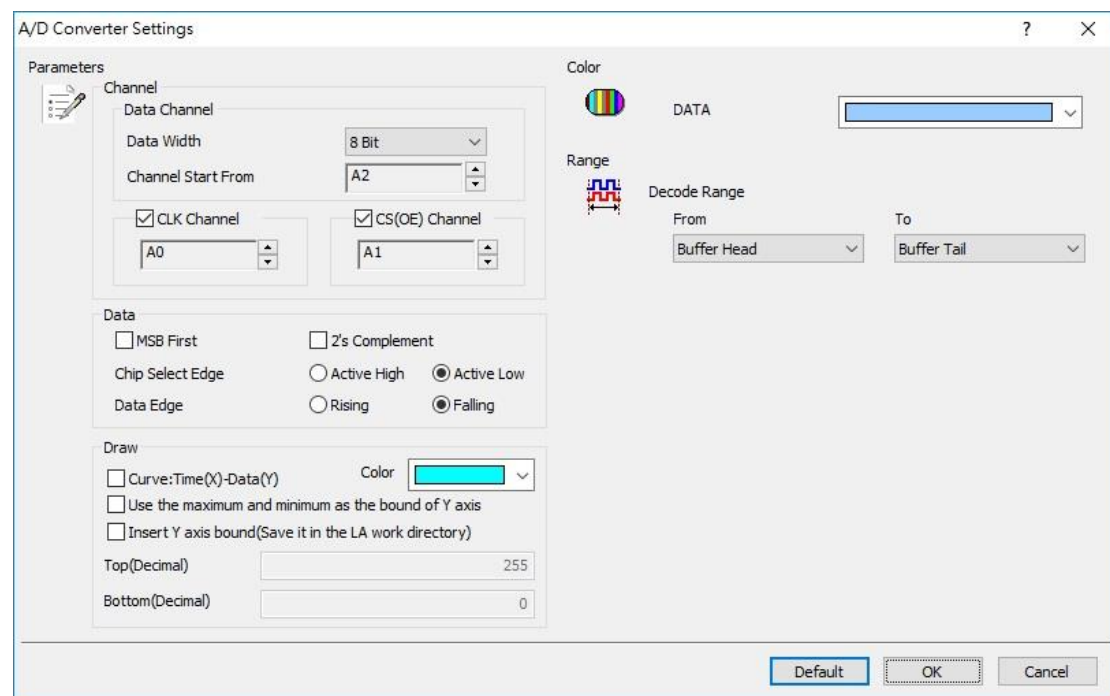 A/D Converter Settings
?
Parameters
Channel
Data Channel
Data Width
8 Bit
Channel Start From
A2
CLK Channel
CS(OE) Channel
A0
A1
Data
MSB First
2's Complement
Chip Select Edge
Active High
Active Low
Data Edge
Rising
Falling
Draw
Curve:Time(X)-Data(Y)
Color
Use the maximum and minimum as the bound of Y axis
Insert Y axis bound(Save it in the LA work directory)
Top(Decimal)
255
Bottom(Decimal)
0
Color
DATA
Range
Decode Range
From
To
Buffer Head
Buffer Tail
Default
OK
Cancel